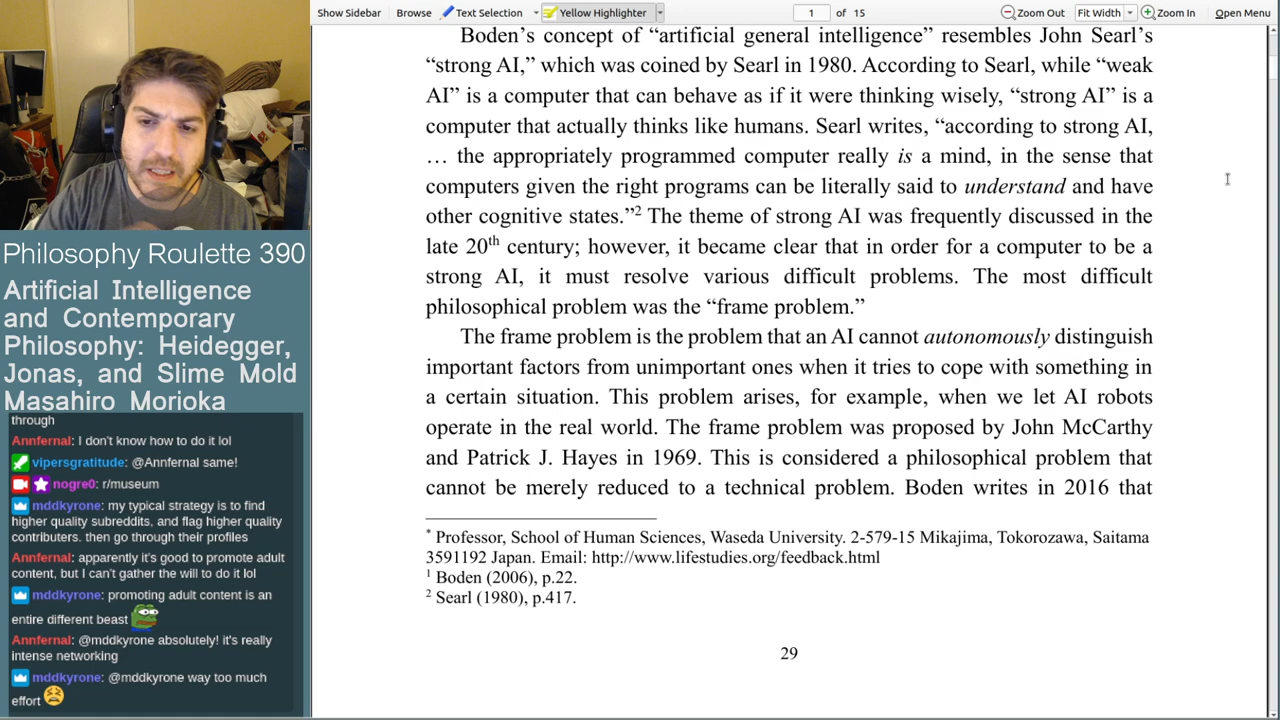 Show Sidebar Browse Text Selection Yellow Highlighter 1 of 15 Zoom Out Fit Width Zoom In Open Menu
Boden’s concept of “artificial general intelligence” resembles John Searl’s
“strong AI,” which was coined by Searl in 1980. According to Searl, while “weak
AI” is a computer that can behave as if it were thinking wisely, “strong AI” is a
computer that actually thinks like humans. Searl writes, “according to strong AI,
… the appropriately programmed computer really is a mind, in the sense that
computers given the right programs can be literally said to understand and have
other cognitive states.”2 The theme of strong AI was frequently discussed in the
late 20th century; however, it became clear that in order for a computer to be a
strong AI, it must resolve various difficult problems. The most difficult
philosophical problem was the “frame problem.”
The frame problem is the problem that an AI cannot autonomously distinguish
important factors from unimportant ones when it tries to cope with something in
a certain situation. This problem arises, for example, when we let AI robots
operate in the real world. The frame problem was proposed by John McCarthy
and Patrick J. Hayes in 1969. This is considered a philosophical problem that
cannot be merely reduced to a technical problem. Boden writes in 2016 that
* Professor, School of Human Sciences, Waseda University. 2-579-15 Mikajima, Tokorozawa, Saitama
3591192 Japan. Email: http://www.lifestudies.org/feedback.html
1 Boden (2006), p.22.
2 Searl (1980), p.417.
29
Philosophy Roulette 390
Artificial Intelligence
and Contemporary
Philosophy: Heidegger,
Jonas, and Slime Mold
Masahiro Morioka
through
Annfernal: I don't know how to do it lol
vipersgratitude: @Annfernal same!
nogre0: r/museum
mddkyrone: my typical strategy is to find
higher quality subreddits, and flag higher quality
contributers. then go through their profiles
Annfernal: apparently it's good to promote adult
content, but I can't gather the will to do it lol
mddkyrone: promoting adult content is an
entire different beast
Annfernal: @mddkyrone absolutely! it's really
intense networking
mddkyrone: @mddkyrone way too much
effort